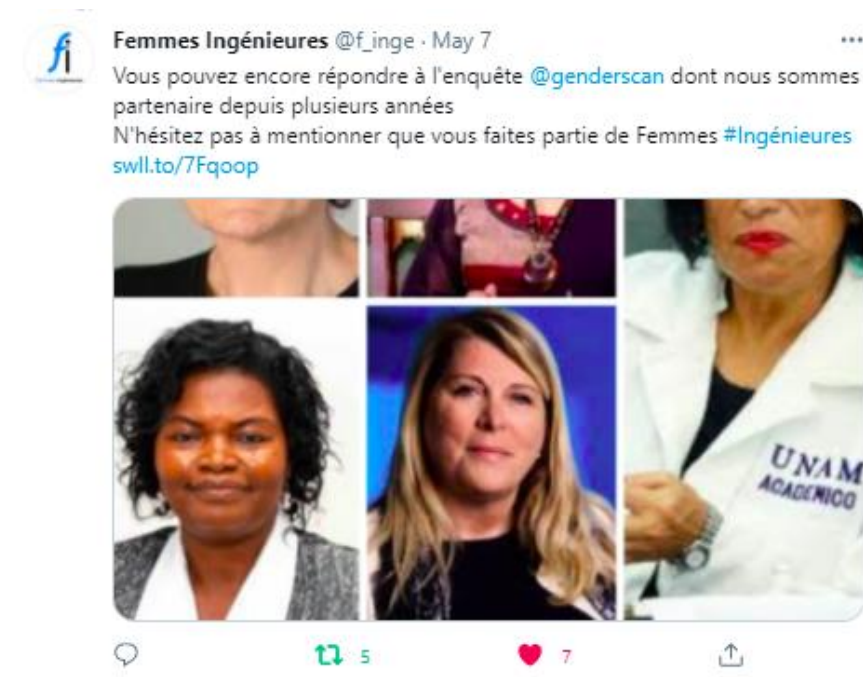 fi
Femmes Ingénieures @f_inge · May 7
Vous pouvez encore répondre à l'enquête @genderscan dont nous sommes
partenaire depuis plusieurs années
N'hésitez pas à mentionner que vous faites partie de Femmes #Ingénieures
swll.to/7Fqoop
UNAM
ACADEMICO
5
7